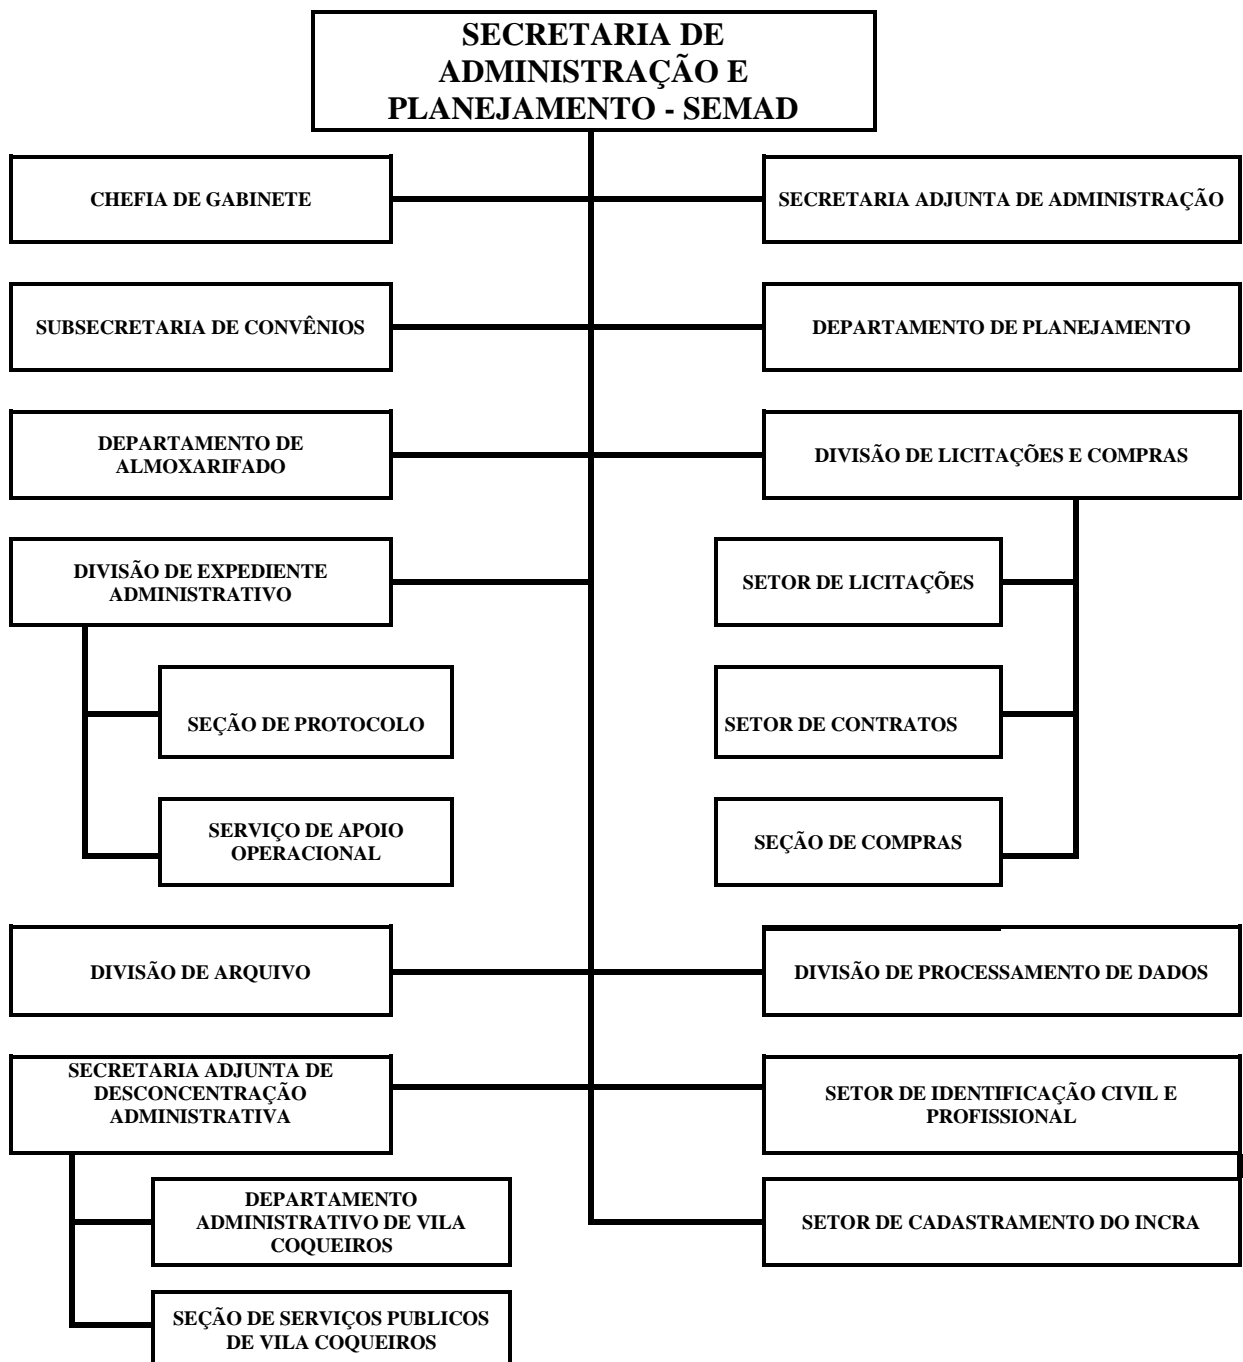 SECRETARIA DE
ADMINISTRAÇÃO E
PLANEJAMENTO - SEMAD
CHEFIA DE GABINETE
SECRETARIA ADJUNTA DE ADMINISTRAÇÃO
SUBSECRETARIA DE CONVÊNIOS
DEPARTAMENTO DE PLANEJAMENTO
DEPARTAMENTO DE
ALMOXARIFADO
DIVISÃO DE LICITAÇÕES E COMPRAS
DIVISÃO DE EXPEDIENTE
ADMINISTRATIVO
SETOR DE LICITAÇÕES
SEÇÃO DE PROTOCOLO
SETOR DE CONTRATOS
SERVIÇO DE APOIO
OPERACIONAL
SEÇÃO DE COMPRAS
DIVISÃO DE ARQUIVO
DIVISÃO DE PROCESSAMENTO DE DADOS
SECRETARIA ADJUNTA DE
DESCONCENTRAÇÃO
ADMINISTRATIVA
SETOR DE IDENTIFICAÇÃO CIVIL E
PROFISSIONAL
DEPARTAMENTO
ADMINISTRATIVO DE VILA
COQUEIROS
SETOR DE CADASTRAMENTO DO INCRA
SEÇÃO DE SERVIÇOS PUBLICOS
DE VILA COQUEIROS